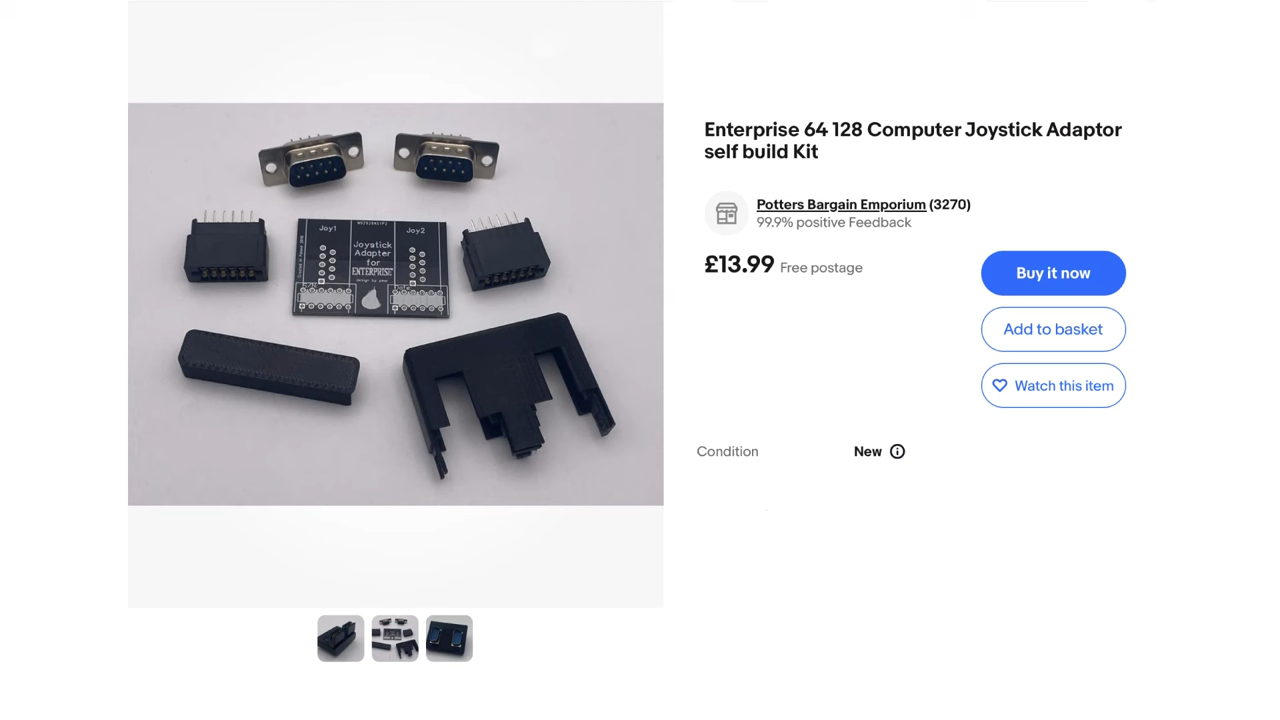 Enterprise 64 128 Computer Joystick Adaptor
self build Kit
Potters Bargain Emporium (3270)
99.9% positive Feedback
£13.99 Free postage
Buy it now
Add to basket
Watch this item
Condition New
Joy1
Joy2
Joystick
Adapter
for
ENTERPRISE